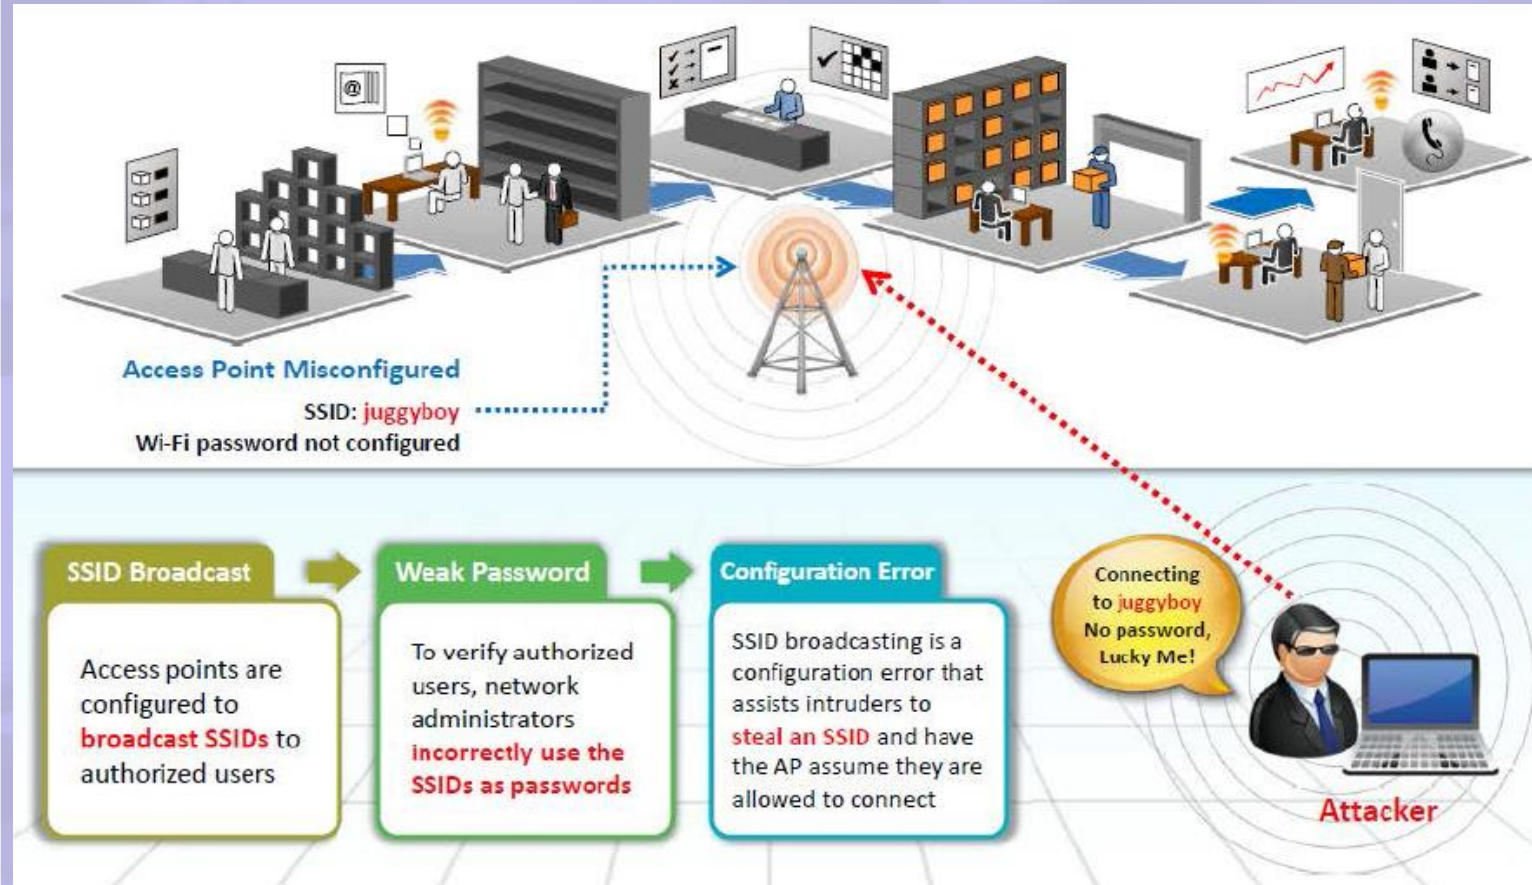 @
Access Point Misconfigured
SSID: juggyboy
Wi-Fi password not configured
SSID Broadcast
Access points are
configured to
broadcast SSIDs to
authorized users
Weak Password
To verify authorized
users, network
administrators
incorrectly use the
SSIDs as passwords
Configuration Error
SSID broadcasting is a
configuration error that
assists intruders to
steal an SSID and have
the AP assume they are
allowed to connect
Connecting
to juggyboy
No password,
Lucky Me!
Attacker